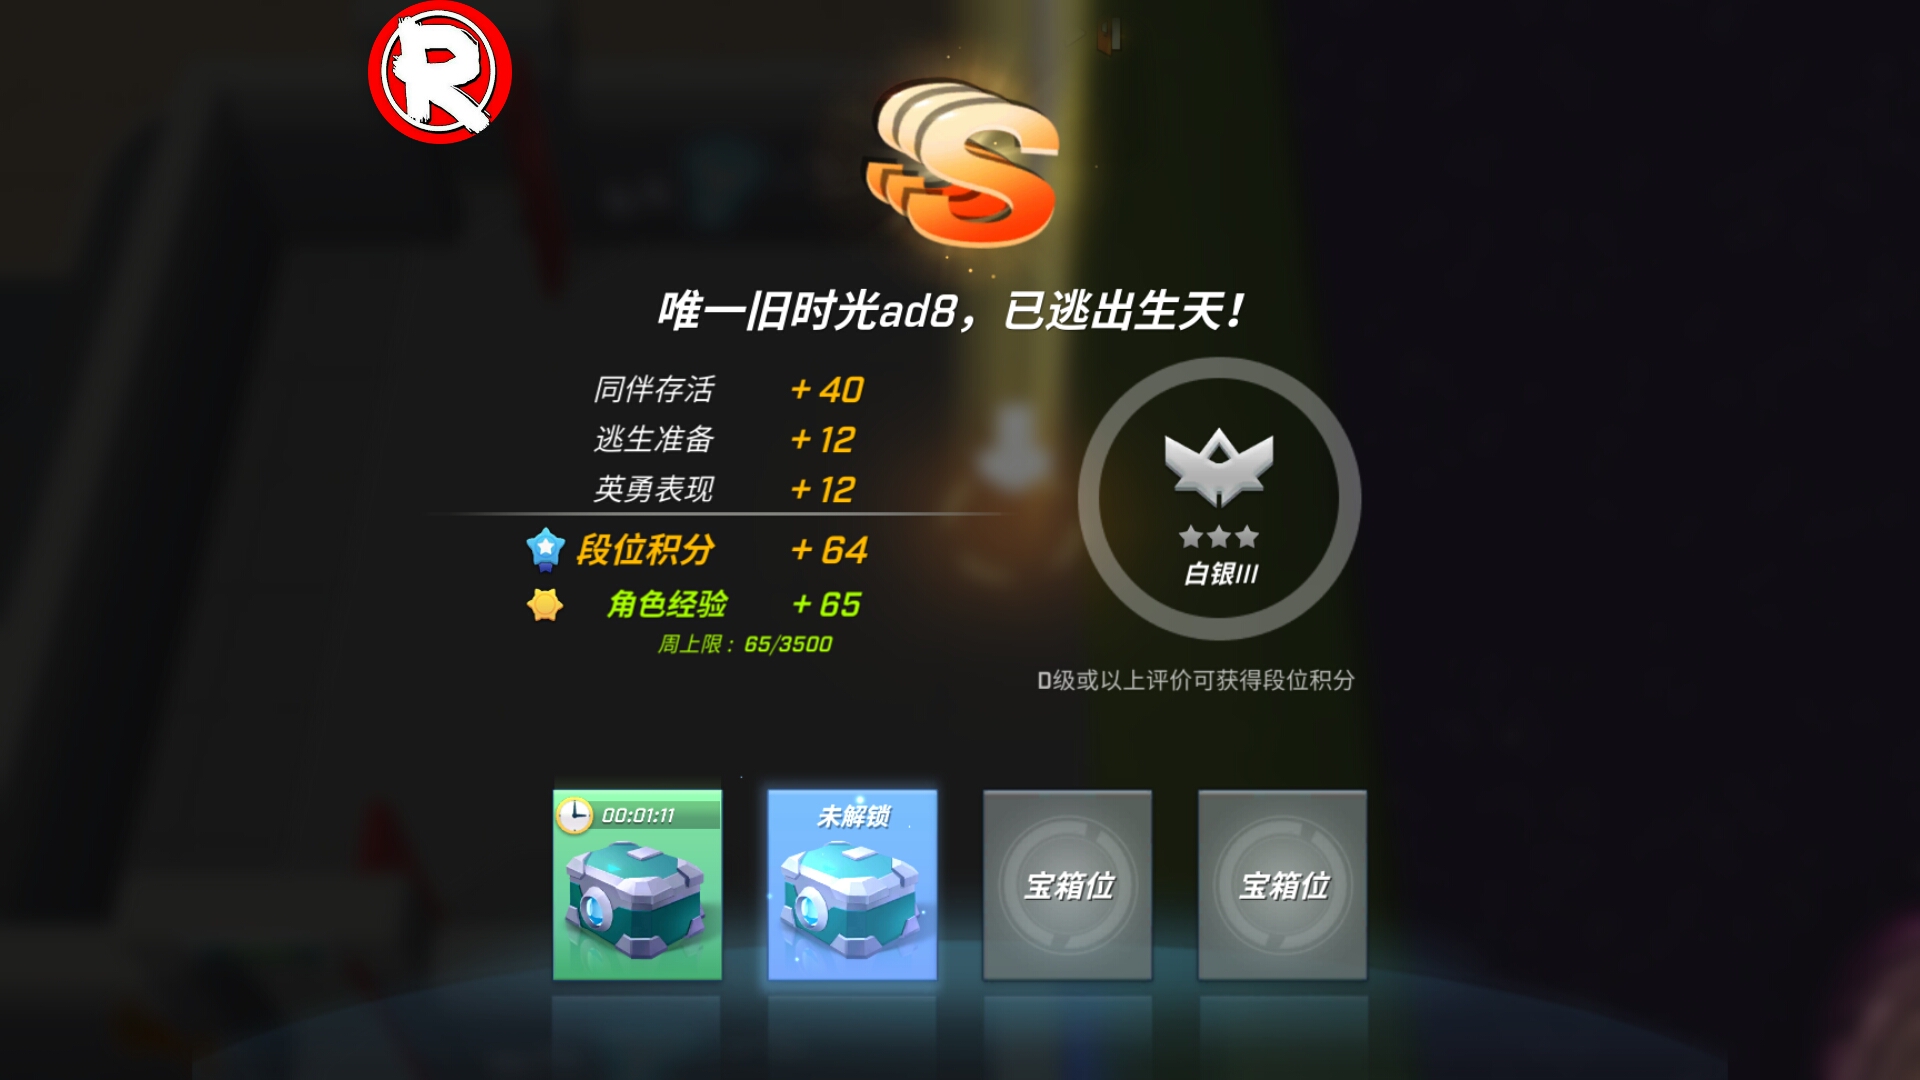 R
S
唯一旧时光ad8，已逃出生天！
同伴存活 +40
逃生准备 +12
英勇表现 +12
段位积分 +64
角色经验 +65
周上限：65/3500
白银III
D级或以上评价可获得段位积分
00:01:11
未解锁
宝箱位
宝箱位